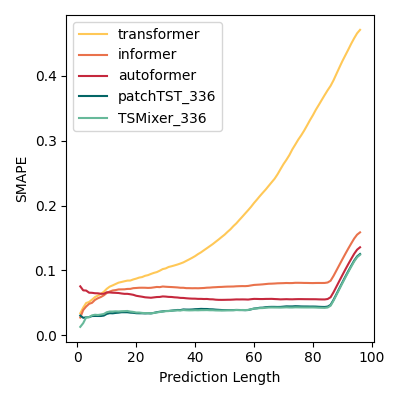 transformer
informer
autoformer
patchTST_336
TSMixer_336
SMAPE
0.4
0.3
0.2
0.1
0.0
0 20 40 60 80 100
Prediction Length